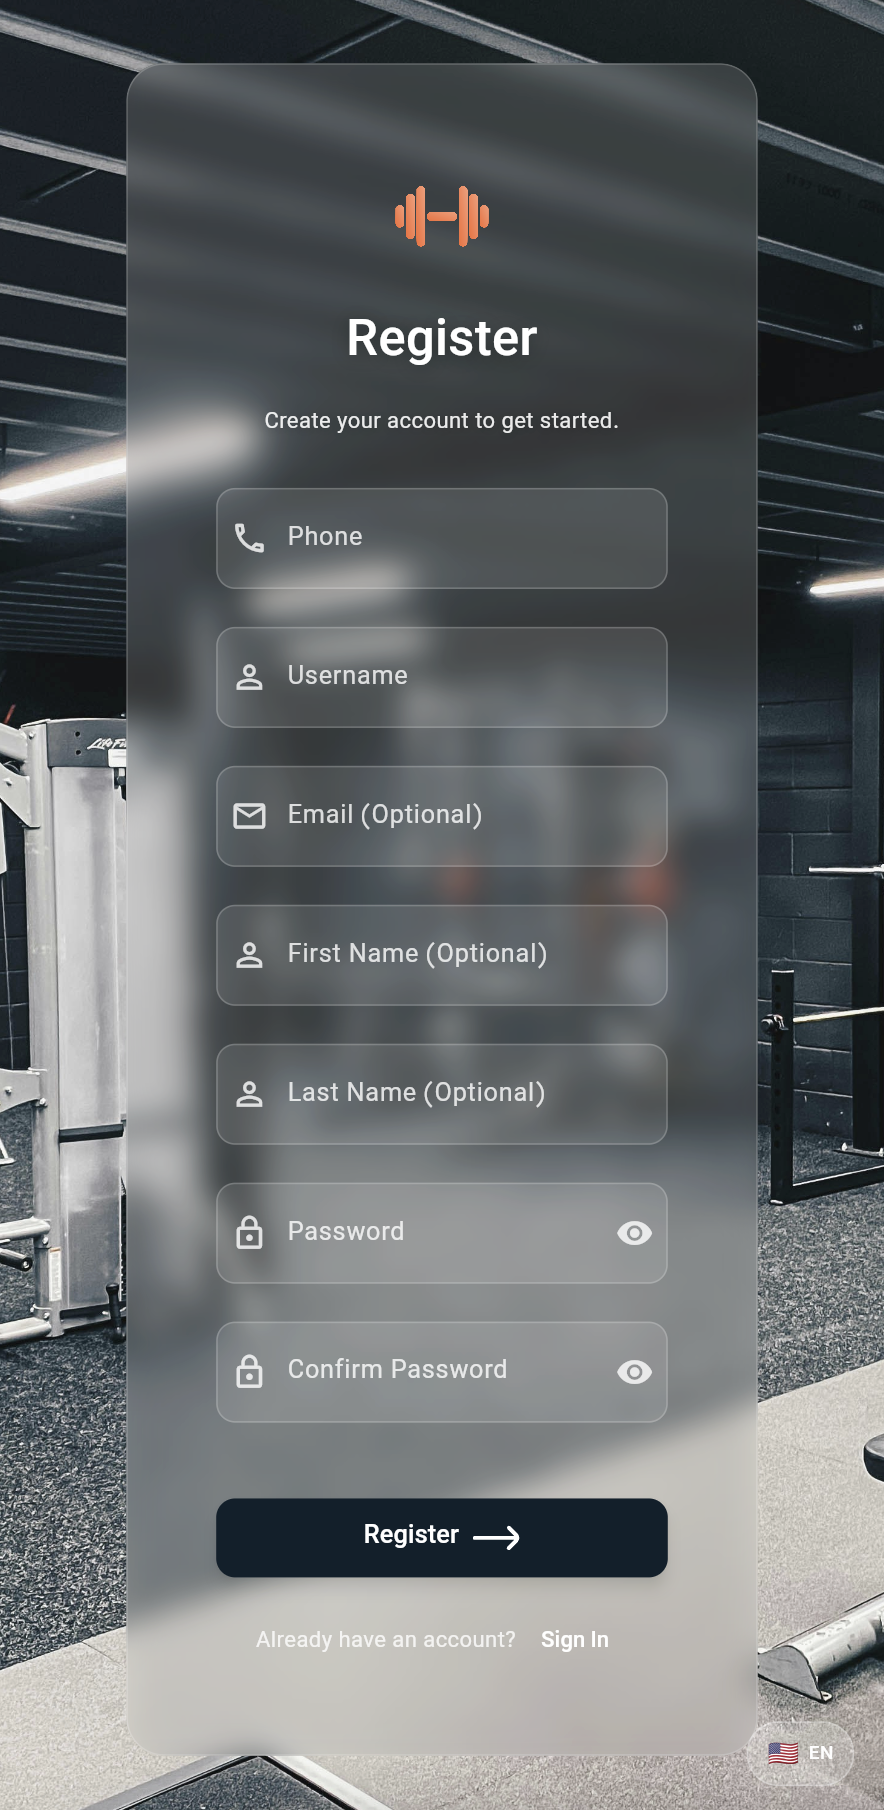 Register
Create your account to get started.
Phone
Username
Email (Optional)
First Name (Optional)
Last Name (Optional)
Password
Confirm Password
Register
Already have an account? Sign In
EN